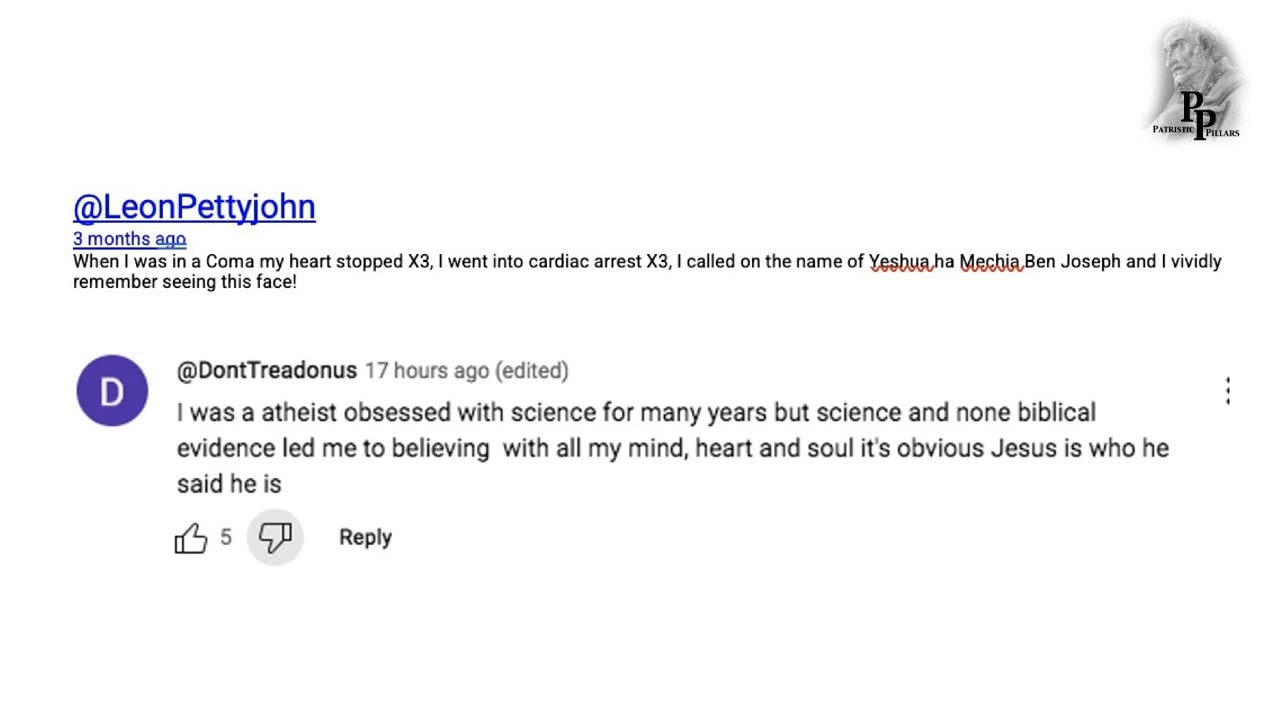 PP
PATRISTIC PILLARS
@LeonPettyjohn
3 months ago
When I was in a Coma my heart stopped X3, I went into cardiac arrest X3, I called on the name of Yeshua ha Mechia Ben Joseph and I vividly
remember seeing this face!
D
@DontTreadonus 17 hours ago (edited)
I was a atheist obsessed with science for many years but science and none biblical
evidence led me to believing  with all my mind, heart and soul it's obvious Jesus is who he
said he is
5 Reply